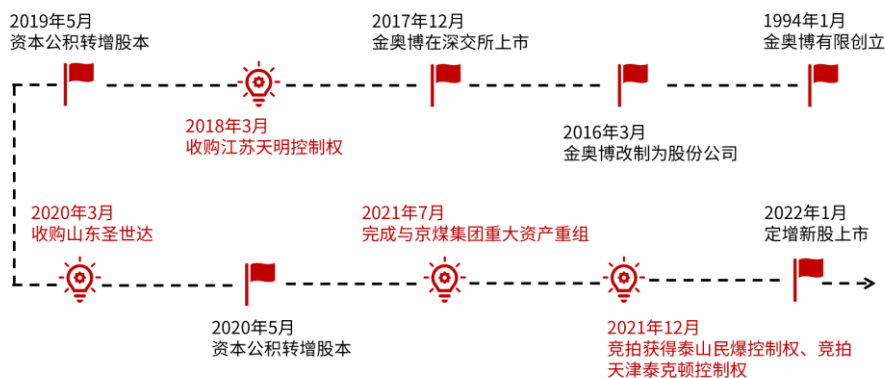 2019年5月
资本公积转增股本
2017年12月
金奥博在深交所上市
1994年1月
金奥博有限创立
2018年3月
收购江苏天明控制权
2016年3月
金奥博改制为股份公司
2020年3月
收购山东圣世达
2021年7月
完成与京煤集团重大资产重组
2022年1月
定增新股上市
2020年5月
资本公积转增股本
2021年12月
竞拍获得泰山民爆控制权、竞拍
天津泰克顿控制权